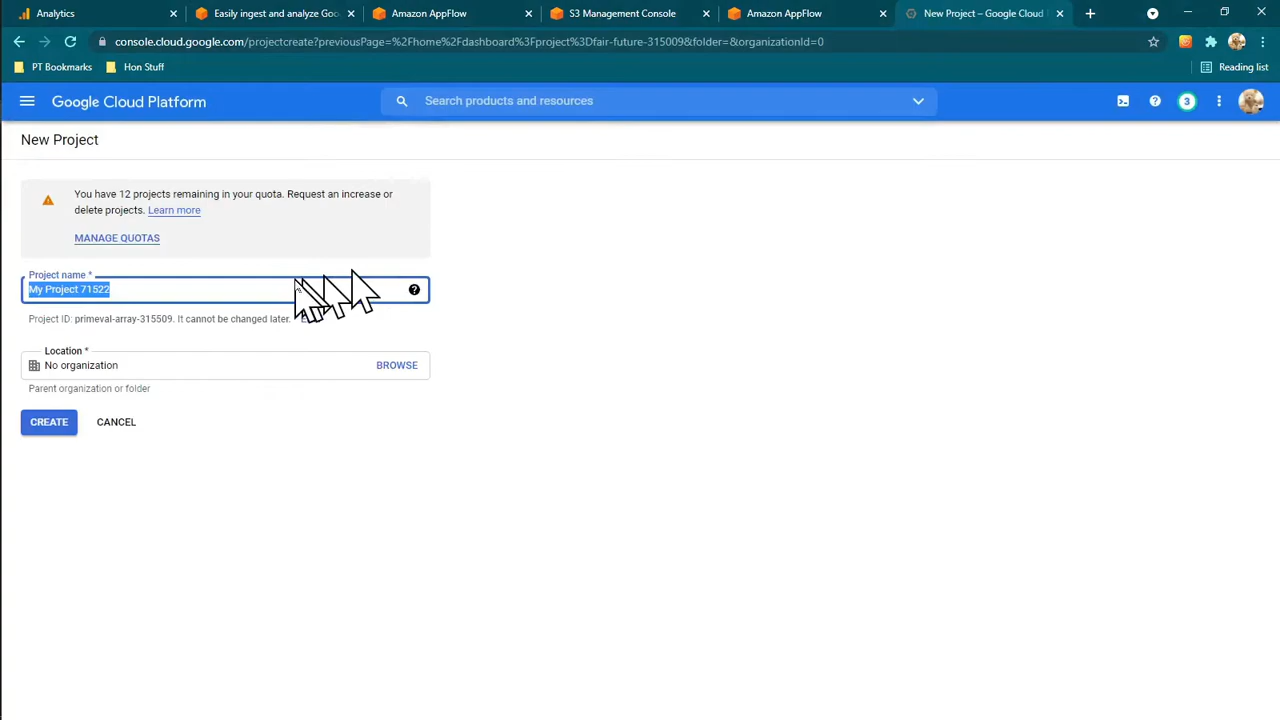 Analytics
Easily ingest and analyze Goo
Amazon AppFlow
S3 Management Console
Amazon AppFlow
New Project – Google Cloud
console.cloud.google.com/projectcreate?previousPage=%2Fhome%2Fdashboard%3Fproject%3Dfair-future-315009&folder=&organizationId=0
PT Bookmarks
Hon Stuff
Reading list
Google Cloud Platform
Search products and resources
3
New Project
You have 12 projects remaining in your quota. Request an increase or
delete projects. Learn more
MANAGE QUOTAS
Project name *
My Project 71522
Project ID: primeval-array-315509. It cannot be changed later.
Location *
No organization
BROWSE
Parent organization or folder
CREATE
CANCEL